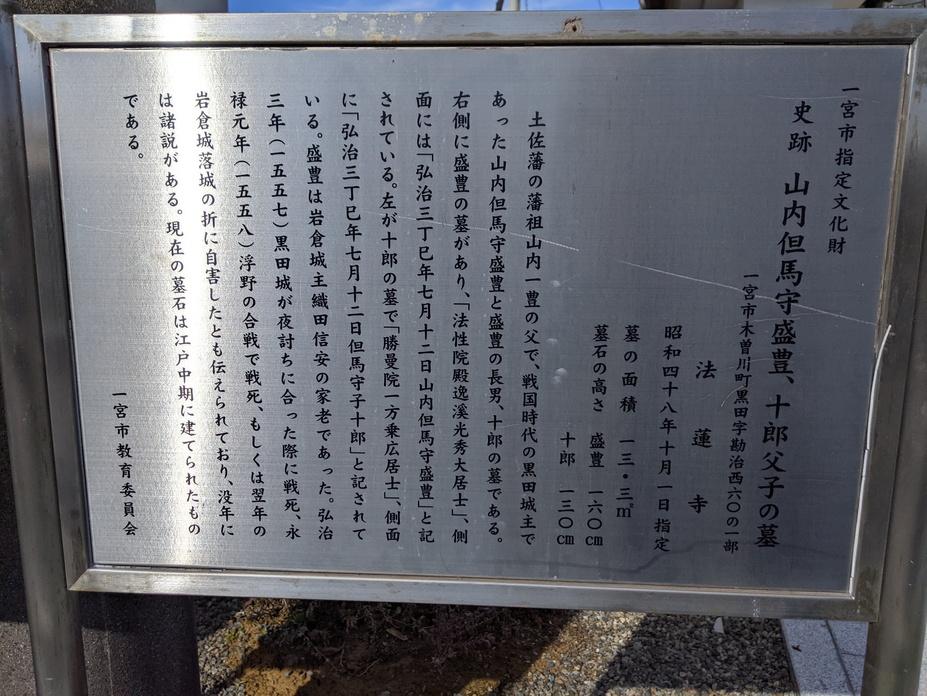 一宮市指定文化財
史跡 山内但馬守盛豊、十郎父子の墓
一宮市木曽川町黒田字勘治西六〇の一部
法蓮寺
昭和四十八年十月一日指定
墓の面積 一三・三㎡
墓石の高さ 盛豊 一六〇cm
十郎 一三〇cm
土佐藩の藩祖山内一豊の父で、戦国時代の黒田城主で
あった山内但馬守盛豊と盛豊の長男、十郎の墓である。
右側に盛豊の墓があり、「法性院殿逸溪光秀大居士」、側
面には「弘治三丁巳年七月十二日山内但馬守盛豊」と記
されている。左が十郎の墓で「勝曼院一方乗広居士」、側面
に「弘治三丁巳年七月十二日但馬守子十郎」と記されて
いる。盛豊は岩倉城主織田信安の家老であった。弘治
三年(一五五七)黒田城が夜討ちに合った際に戦死、永
禄元年(一五五八)浮野の合戦で戦死、もしくは翌年の
岩倉城落城の折に自害したとも伝えられており、没年に
は諸説がある。現在の墓石は江戸中期に建てられたもの
である。
一宮市教育委員会